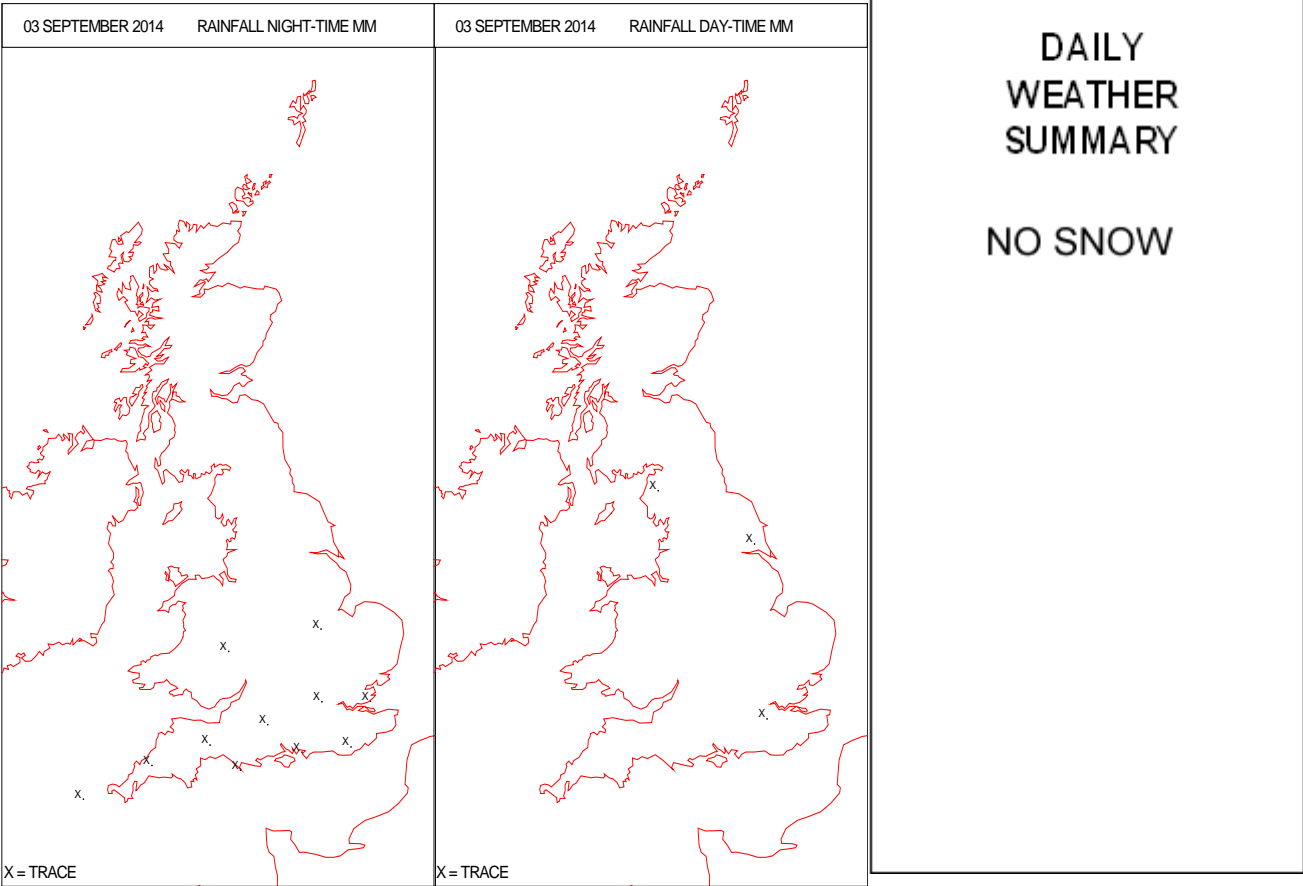 03 SEPTEMBER 2014 RAINFALL NIGHT-TIME MM
X.
X.
X.
X.
X.
X.
X.
X.
X.
X.
X.
X = TRACE
03 SEPTEMBER 2014 RAINFALL DAY-TIME MM
X.
X.
X.
X = TRACE
DAILY
WEATHER
SUMMARY
NO SNOW